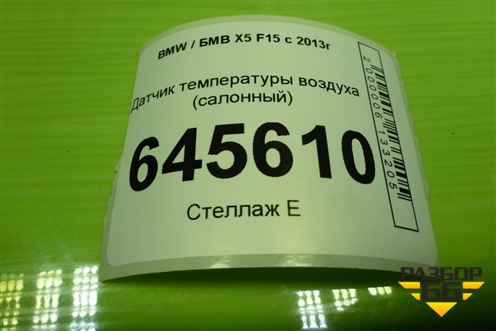 BMW / БМВ X5 F15 с 2013г
Датчик температуры воздуха
(салонный)
645610
Стеллаж Е
2000006133205
РАЗБОР
66